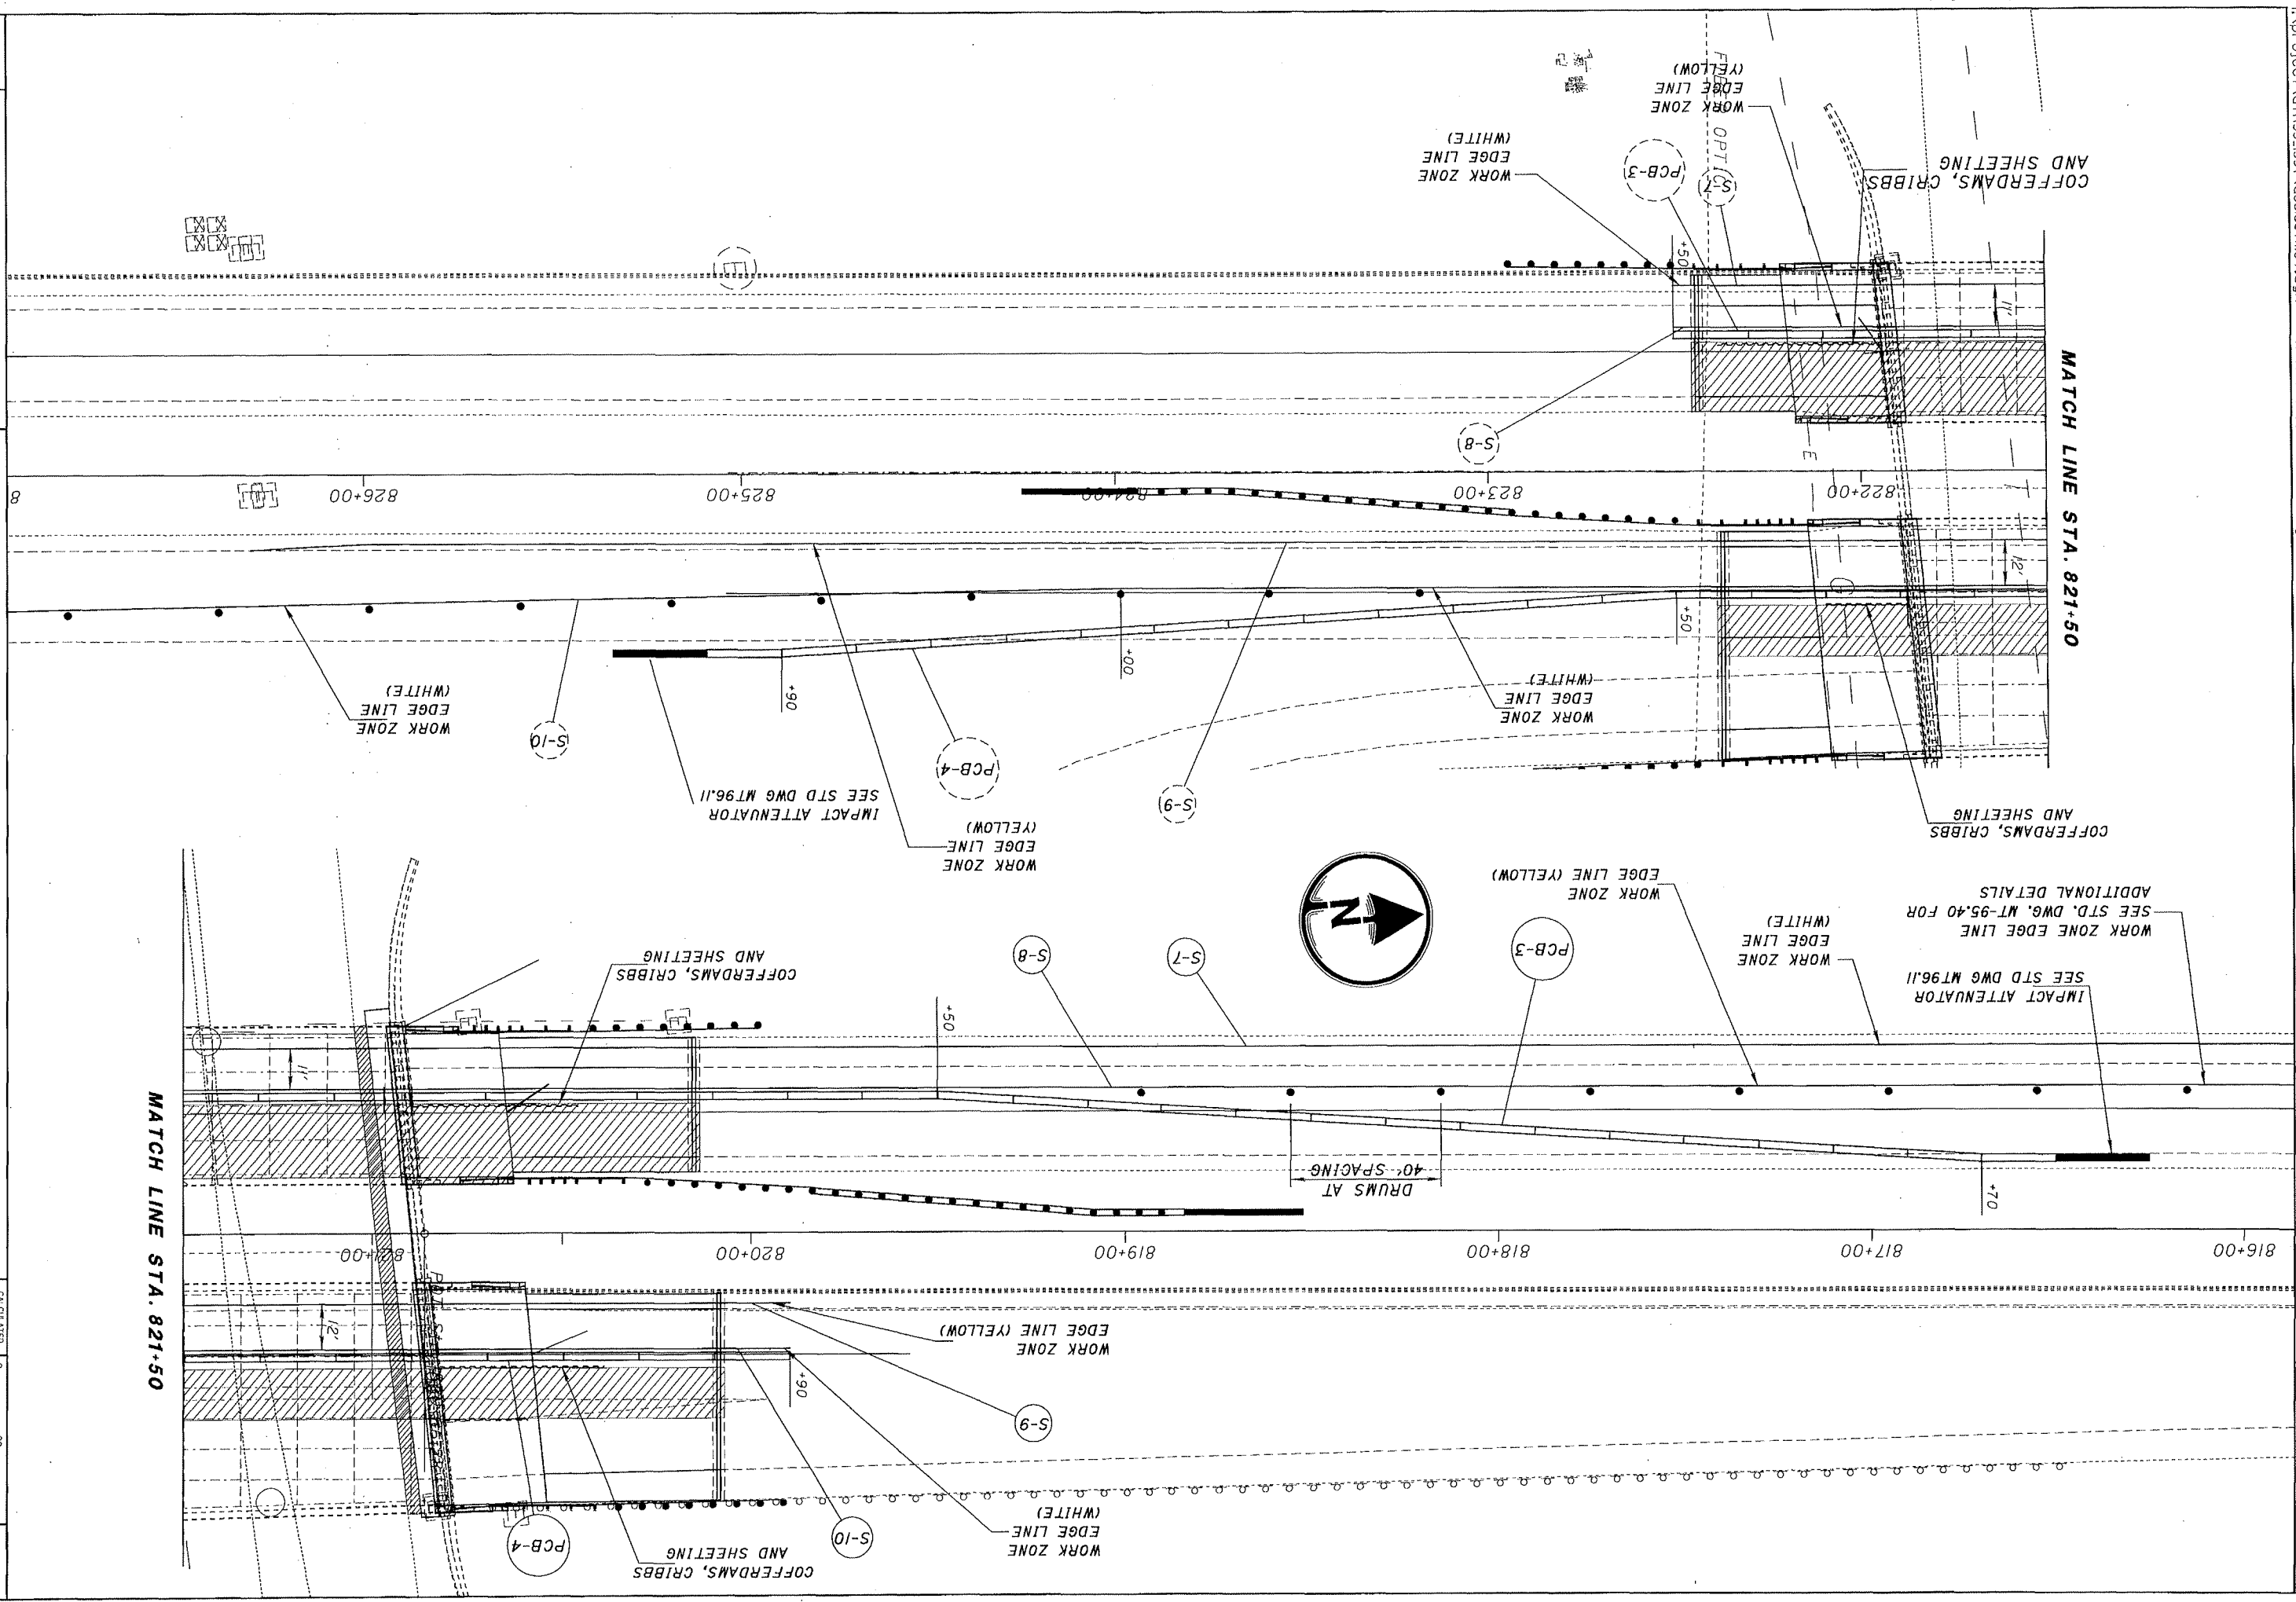 COFFERDAMS, CRIBBS
AND SHEETING
PCB-4
S-10
WORK ZONE
EDGE LINE
(WHITE)
S-9
+90
WORK ZONE
EDGE LINE (YELLOW)
12'
816+00
817+00
818+00
819+00
820+00
821+00
MATCH LINE STA. 821+50
+70
DRUMS AT
40' SPACING
+50
11'
IMPACT ATTENUATOR
SEE STD DWG MT96.11
WORK ZONE EDGE LINE
SEE STD. DWG. MT-95.40 FOR
ADDITIONAL DETAILS
WORK ZONE
EDGE LINE
(WHITE)
PCB-3
WORK ZONE
EDGE LINE (YELLOW)
S-7
S-8
COFFERDAMS, CRIBBS
AND SHEETING
N
COFFERDAMS, CRIBBS
AND SHEETING
S-9
WORK ZONE
EDGE LINE
(YELLOW)
IMPACT ATTENUATOR
SEE STD DWG MT96.11
PCB-4
S-10
WORK ZONE
EDGE LINE
(WHITE)
WORK ZONE
EDGE LINE
(WHITE)
+50
+00
+90
12'
MATCH LINE STA. 821+50
822+00
823+00
824+00
825+00
826+00
8
E
S-8
11'
+50
E
COFFERDAMS, CRIBBS
AND SHEETING
S-7
PCB-3
WORK ZONE
EDGE LINE
(WHITE)
WORK ZONE
EDGE LINE
(YELLOW)
FIBER OPTIC